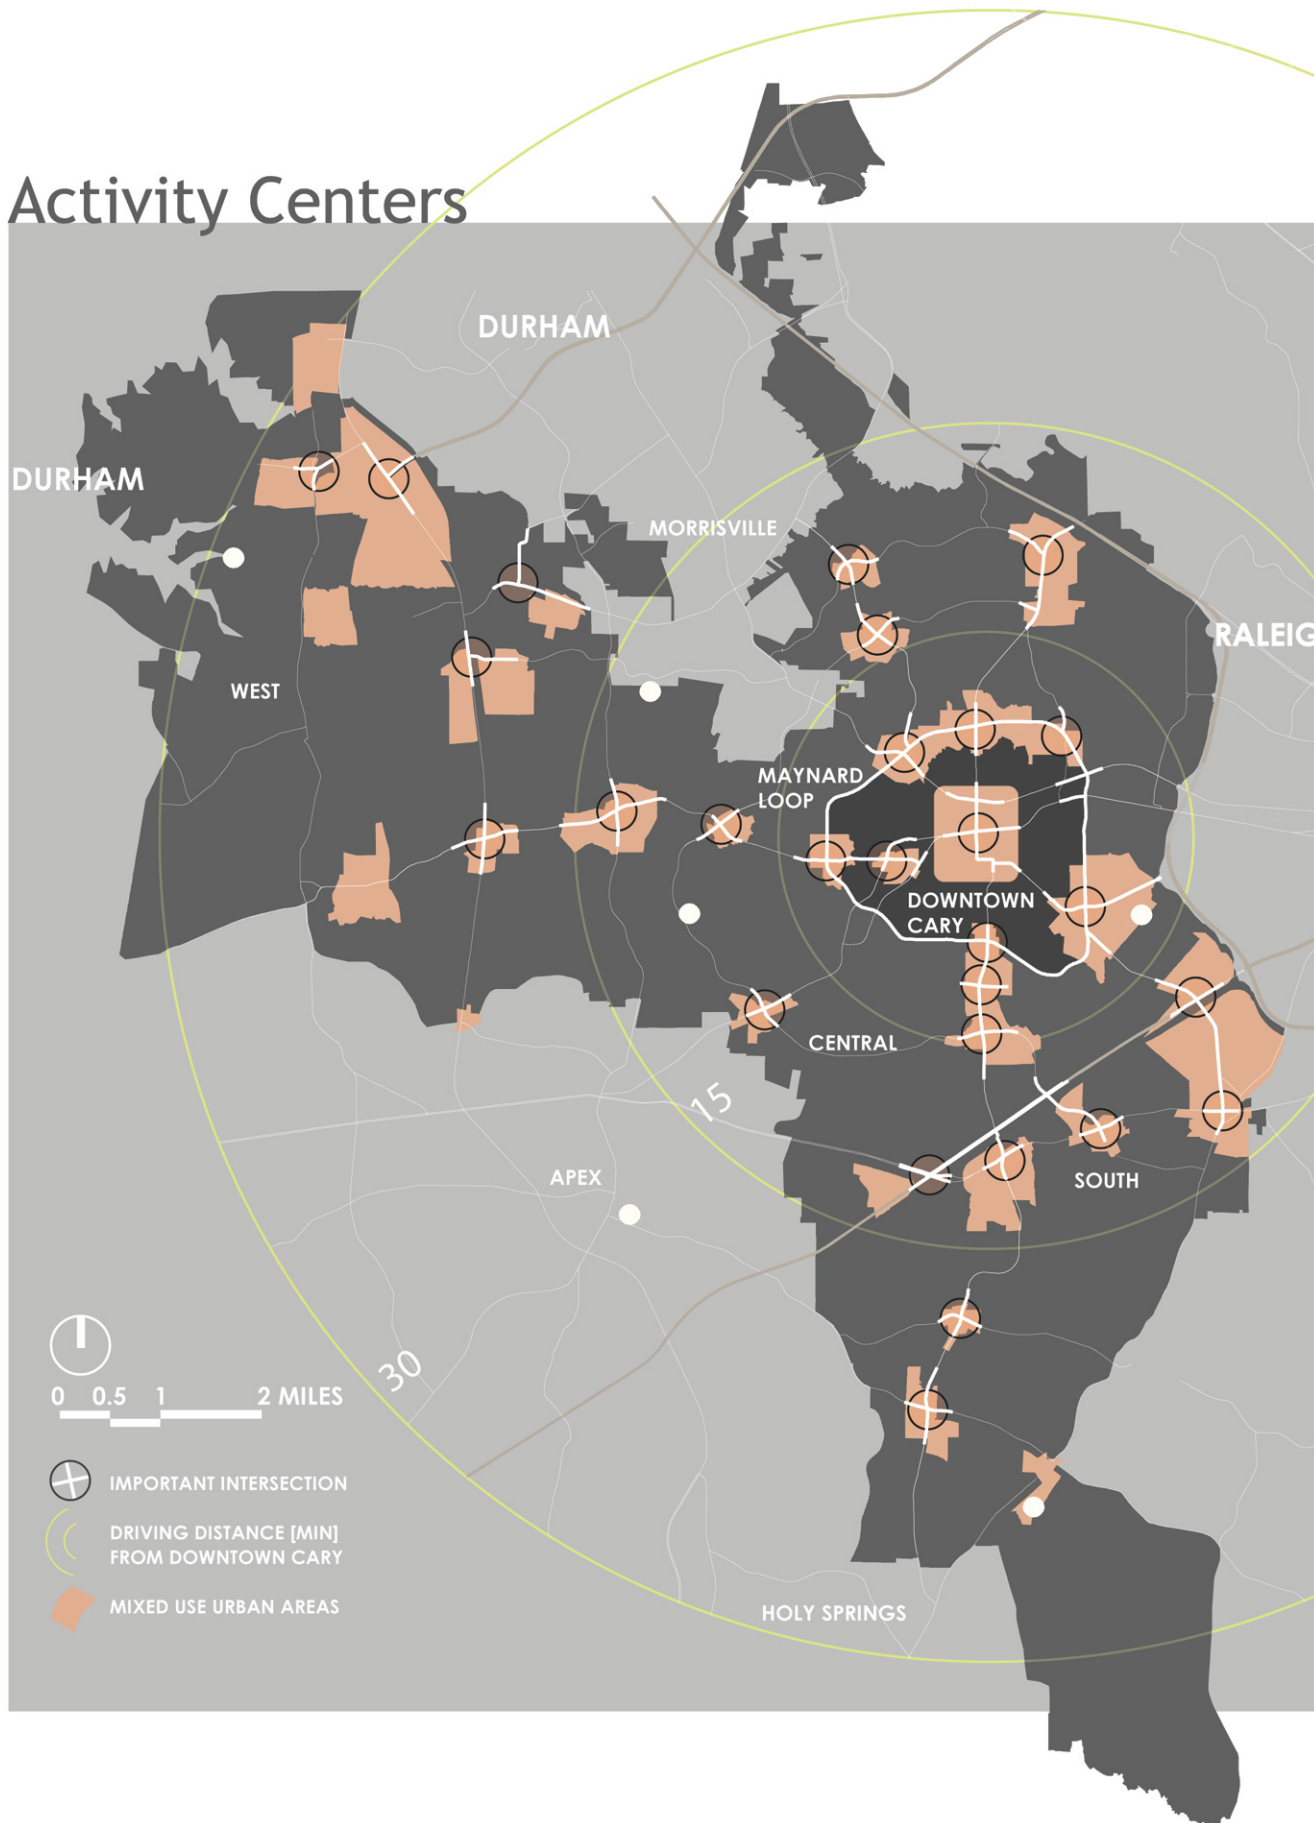 Activity Centers
DURHAM
DURHAM
MORRISVILLE
RALEIG
WEST
MAYNARD
LOOP
DOWNTOWN
CARY
CENTRAL
15
APEX
SOUTH
30
0 0.5 1 2 MILES
IMPORTANT INTERSECTION
DRIVING DISTANCE [MIN]
FROM DOWNTOWN CARY
MIXED USE URBAN AREAS
HOLY SPRINGS